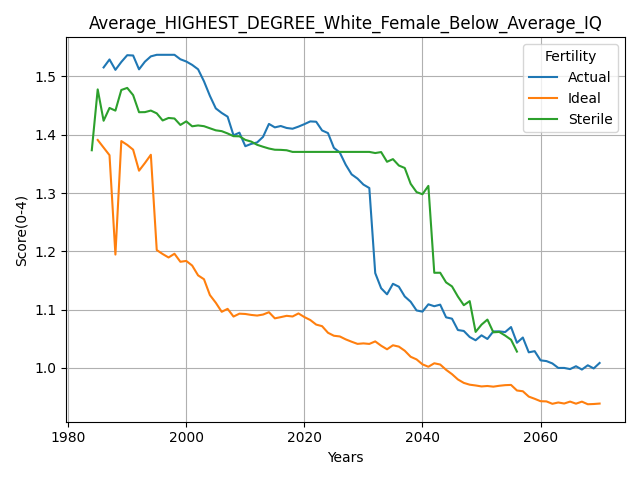 Average_HIGHEST_DEGREE_White_Female_Below_Average_IQ
Fertility
Actual
Ideal
Sterile
Score(0-4)
1.5
1.4
1.3
1.2
1.1
1.0
1980
2000
2020
2040
2060
Years